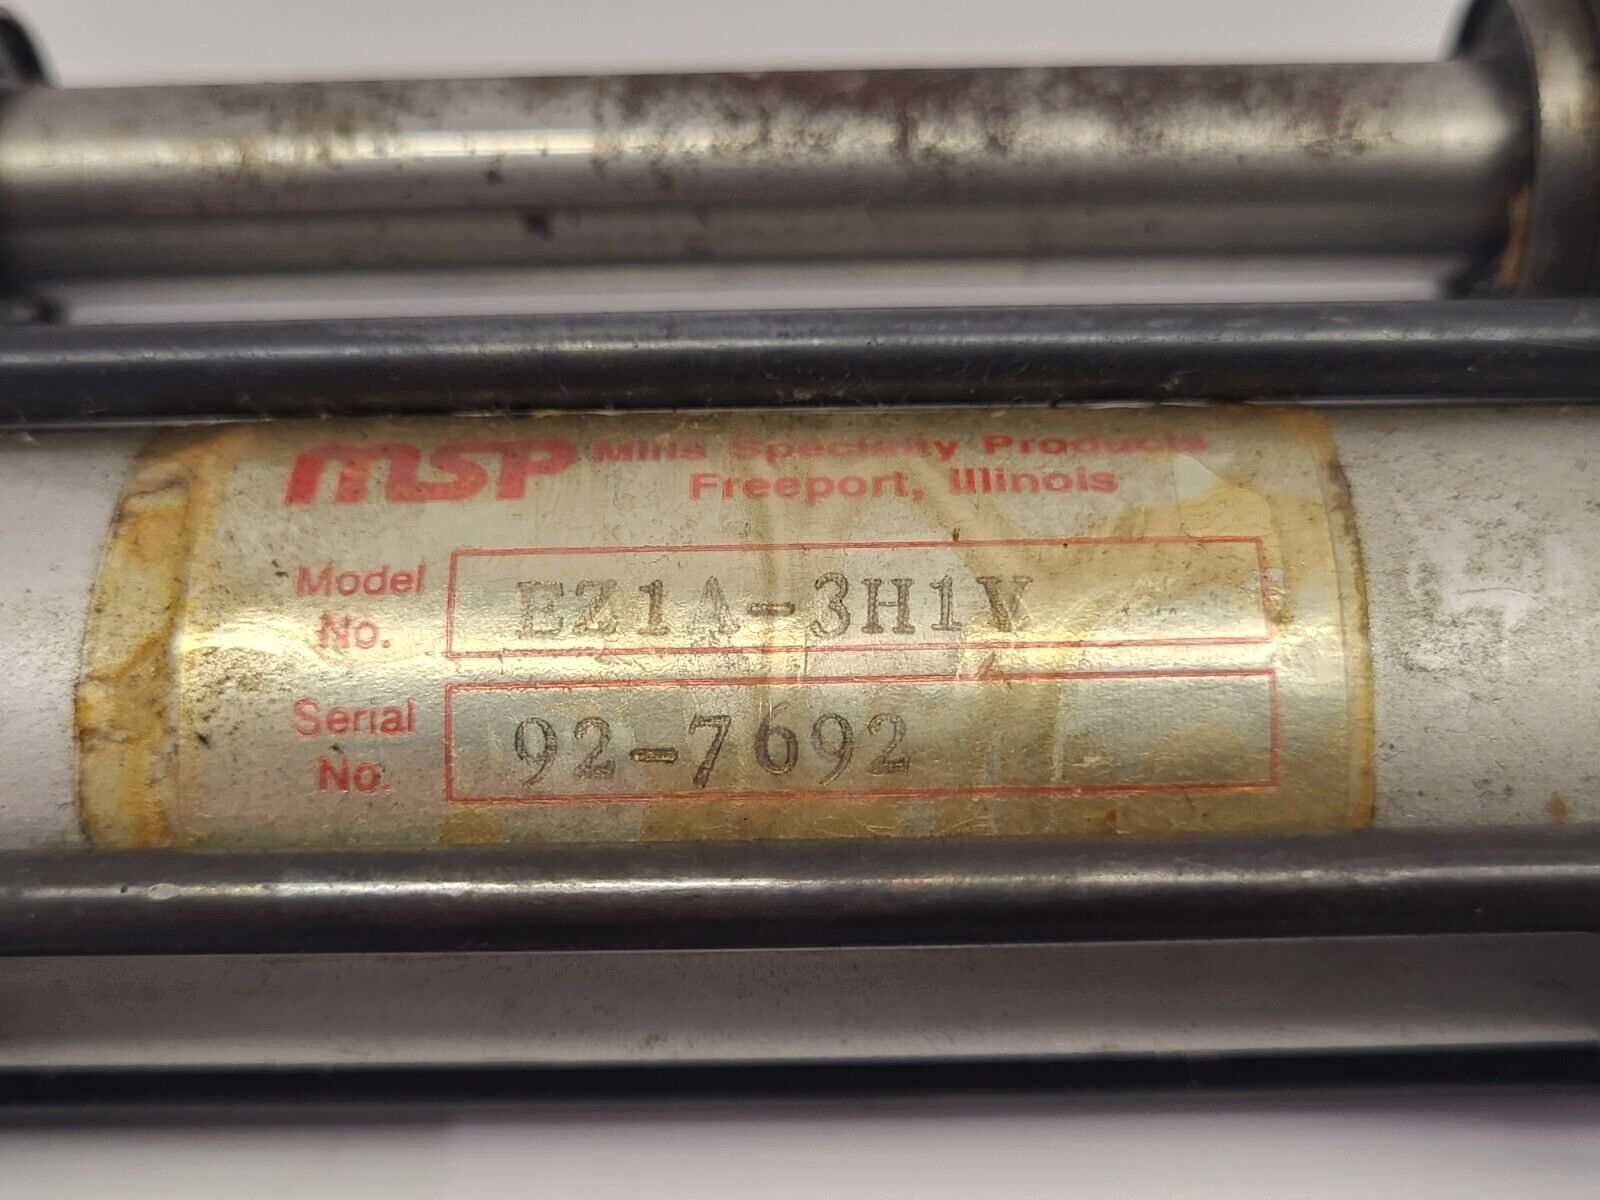 msp Mills Specialty Products
Freeport, Illinois
Model No. EZ1A-3H1V
Serial No. 92-7692